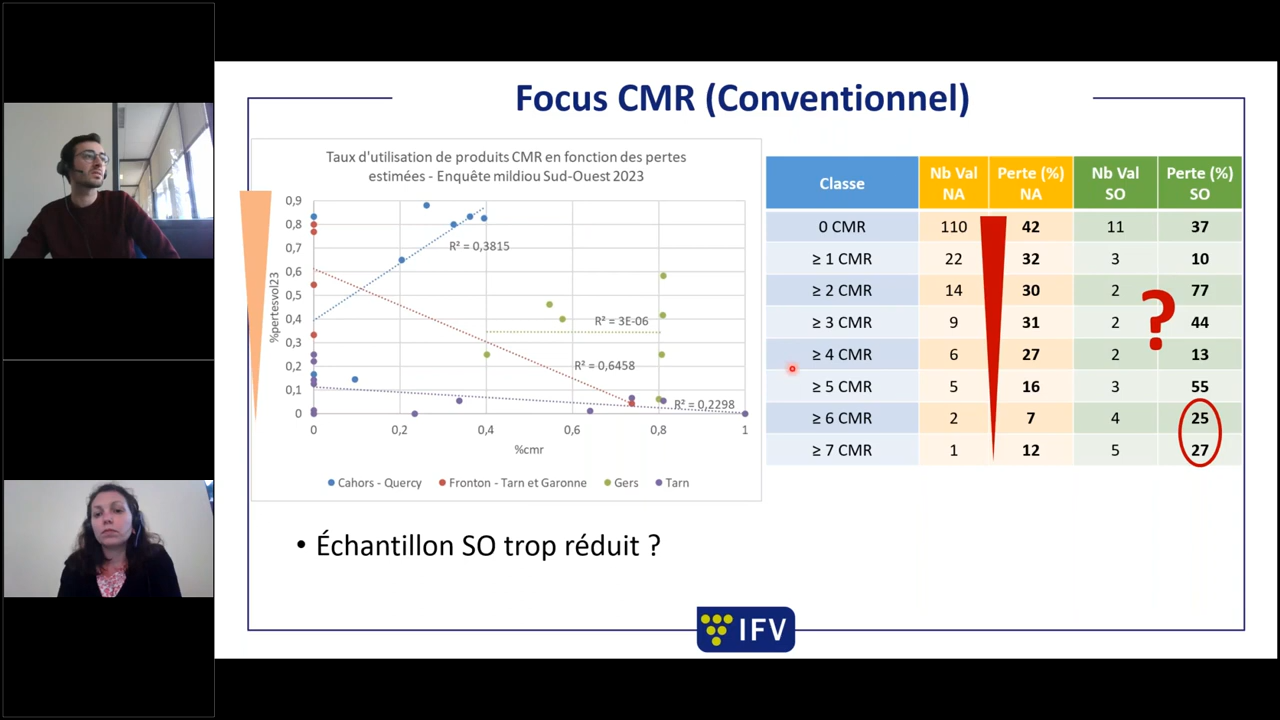 Focus CMR (Conventionnel)
Taux d'utilisation de produits CMR en fonction des pertes
estimées - Enquête mildiou Sud-Ouest 2023
0,9
0,8
0,7
0,6
0,5
0,4
0,3
0,2
0,1
0
%pertesvol23
R² = 0,3815
R² = 3E-06
R² = 0,6458
R² = 0,2298
0 0,2 0,4 0,6 0,8 1
%cmr
Cahors - Quercy Fronton - Tarn et Garonne Gers Tarn
Classe Nb Val NA Perte (%) NA Nb Val SO Perte (%) SO
0 CMR 110 42 11 37
≥ 1 CMR 22 32 3 10
≥ 2 CMR 14 30 2 77
≥ 3 CMR 9 31 2 44
≥ 4 CMR 6 27 2 13
≥ 5 CMR 5 16 3 55
≥ 6 CMR 2 7 4 25
≥ 7 CMR 1 12 5 27
?
• Échantillon SO trop réduit ?
IFV